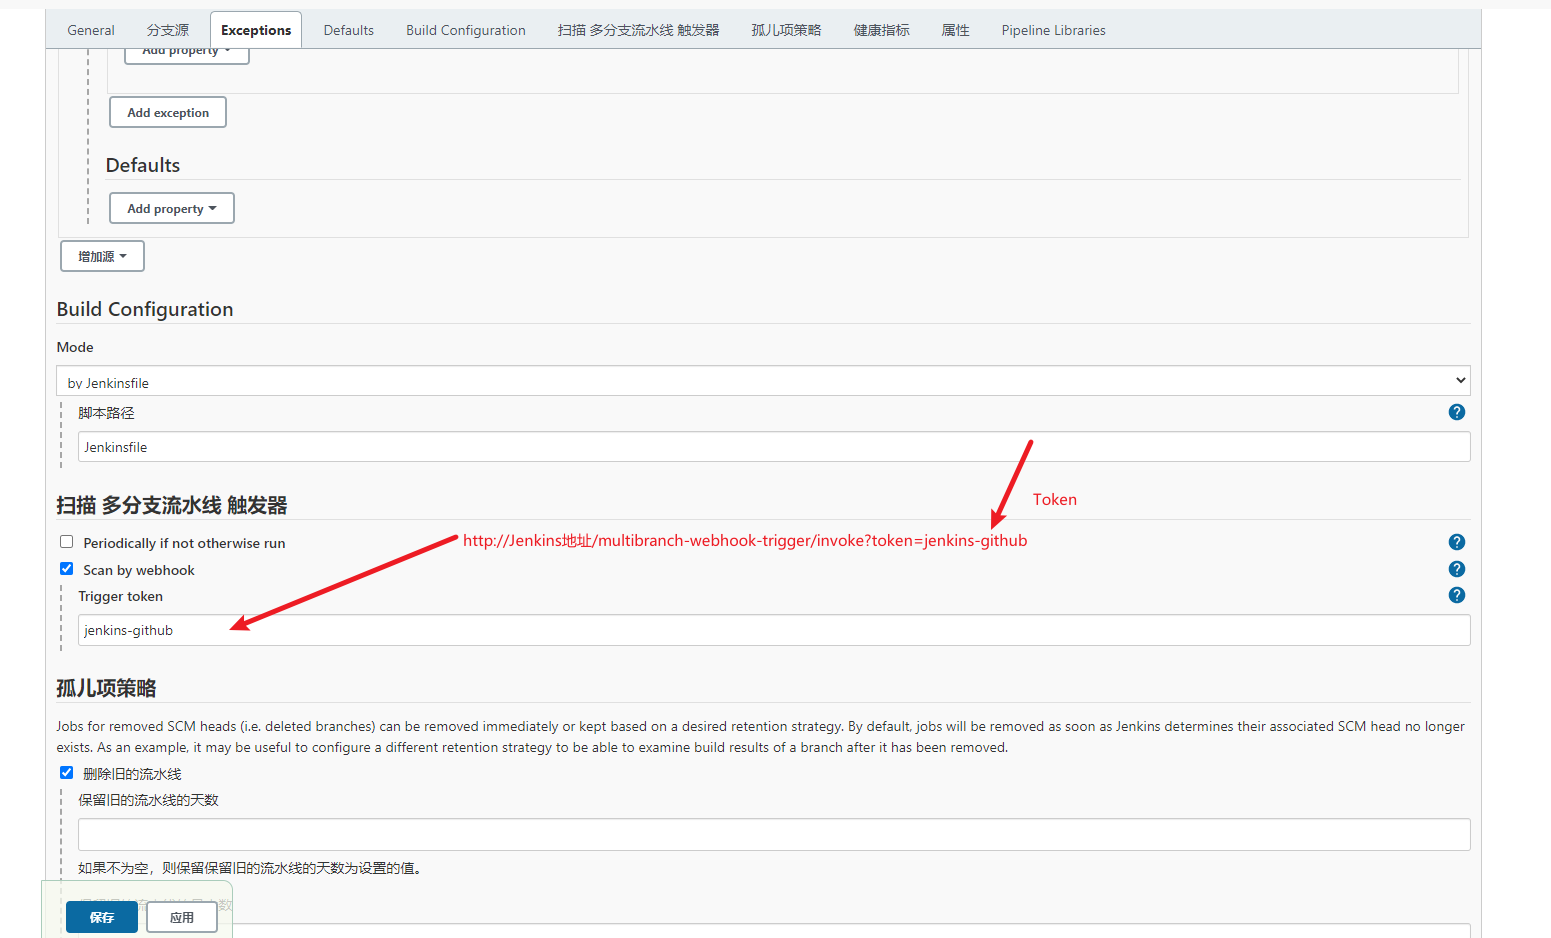 General 分支源 Exceptions Defaults Build Configuration 扫描 多分支流水线 触发器 孤儿项策略 健康指标 属性 Pipeline Libraries
Add property
Add exception
Defaults
Add property
增加源
Build Configuration
Mode
by Jenkinsfile
脚本路径
Jenkinsfile
扫描 多分支流水线 触发器
Token
Periodically if not otherwise run
http://Jenkins地址/multibranch-webhook-trigger/invoke?token=jenkins-github
Scan by webhook
Trigger token
jenkins-github
孤儿项策略
Jobs for removed SCM heads (i.e. deleted branches) can be removed immediately or kept based on a desired retention strategy. By default, jobs will be removed as soon as Jenkins determines their associated SCM head no longer
exists. As an example, it may be useful to configure a different retention strategy to be able to examine build results of a branch after it has been removed.
删除旧的流水线
保留旧的流水线的天数
如果不为空，则保留保留旧的流水线的天数为设置的值。
保存 应用